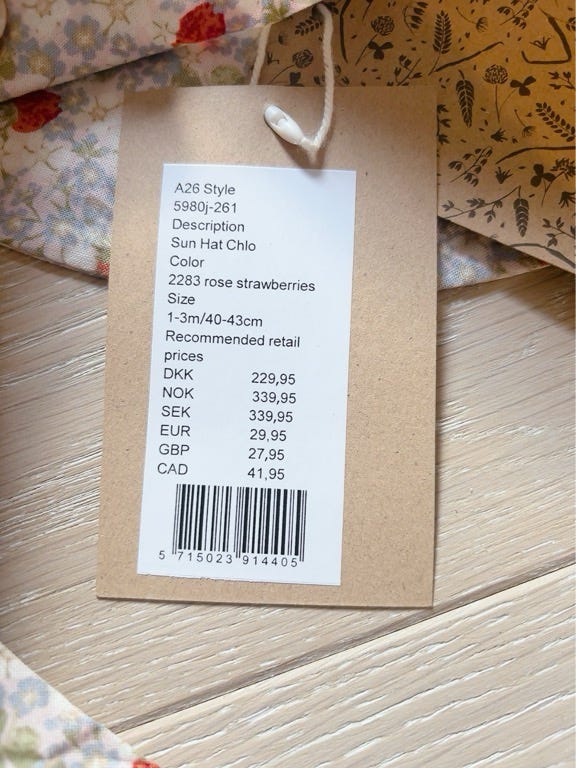 A26 Style
5980j-261
Description
Sun Hat Chlo
Color
2283 rose strawberries
Size
1-3m/40-43cm
Recommended retail
prices
DKK 229,95
NOK 339,95
SEK 339,95
EUR 29,95
GBP 27,95
CAD 41,95
5 715023 914405